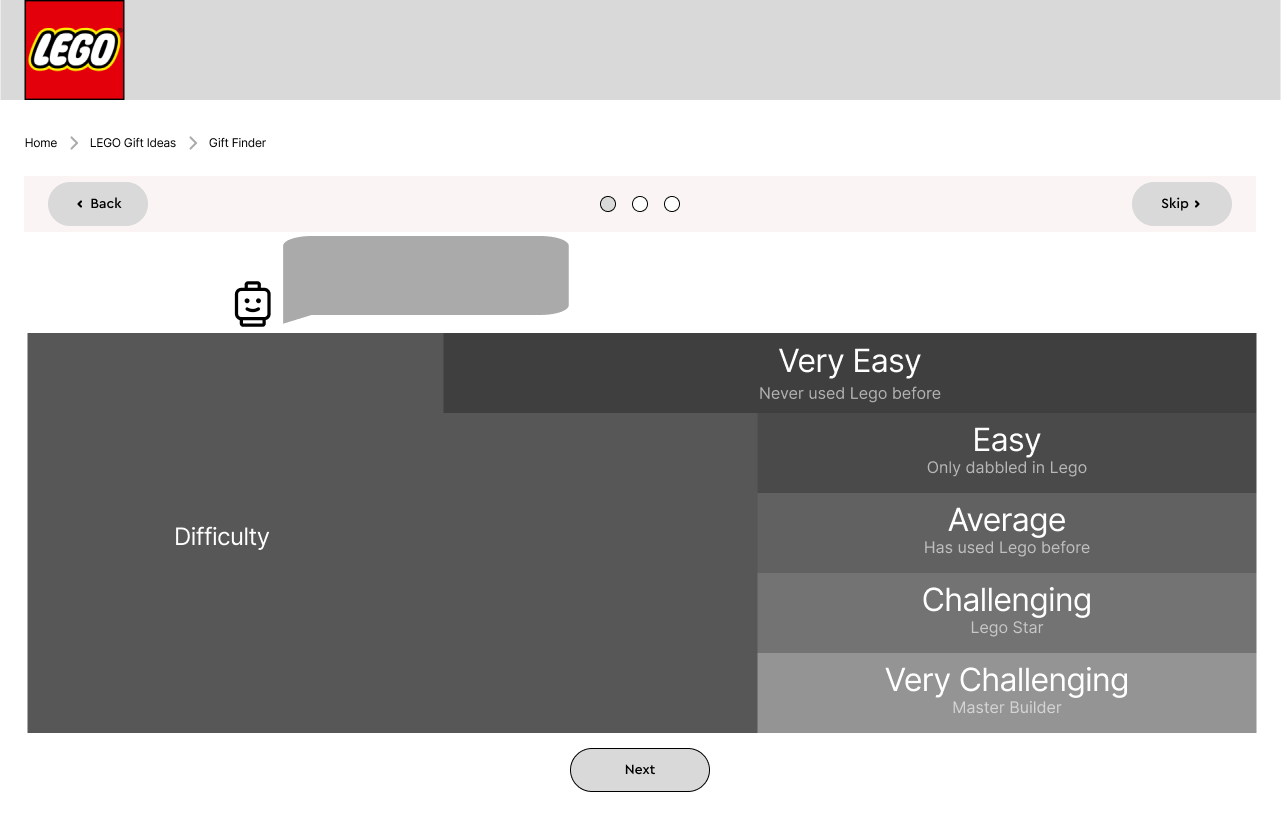 LEGO
Home
LEGO Gift Ideas
Gift Finder
Back
Skip
Very Easy
Never used Lego before
Easy
Only dabbled in Lego
Difficulty
Average
Has used Lego before
Challenging
Lego Star
Very Challenging
Master Builder
Next